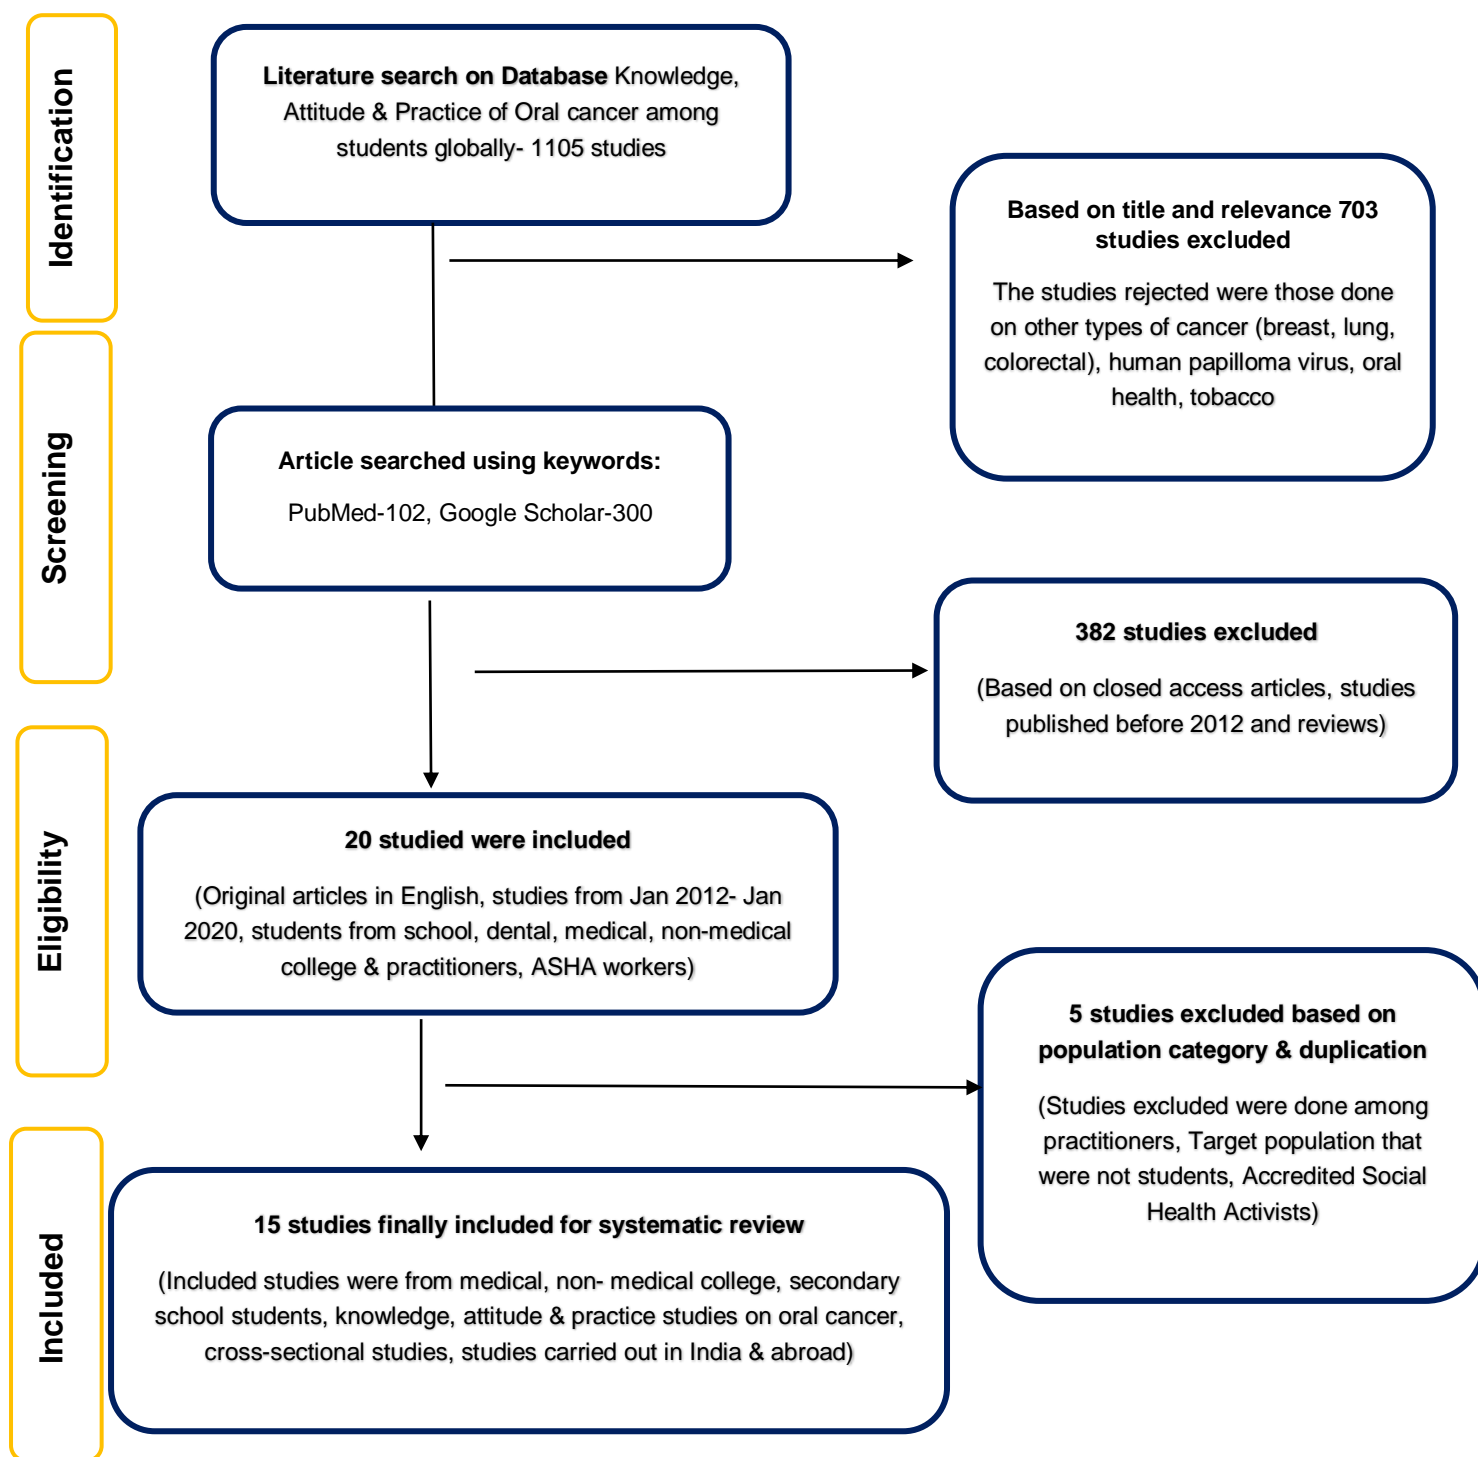 Identification
Literature search on Database Knowledge,
Attitude & Practice of Oral cancer among
students globally- 1105 studies
Based on title and relevance 703
studies excluded
The studies rejected were those done
on other types of cancer (breast, lung,
colorectal), human papilloma virus, oral
health, tobacco
Screening
Article searched using keywords:
PubMed-102, Google Scholar-300
382 studies excluded
(Based on closed access articles, studies
published before 2012 and reviews)
Eligibility
20 studied were included
(Original articles in English, studies from Jan 2012- Jan
2020, students from school, dental, medical, non-medical
college & practitioners, ASHA workers)
5 studies excluded based on
population category & duplication
(Studies excluded were done among
practitioners, Target population that
were not students, Accredited Social
Health Activists)
Included
15 studies finally included for systematic review
(Included studies were from medical, non- medical college, secondary
school students, knowledge, attitude & practice studies on oral cancer,
cross-sectional studies, studies carried out in India & abroad)